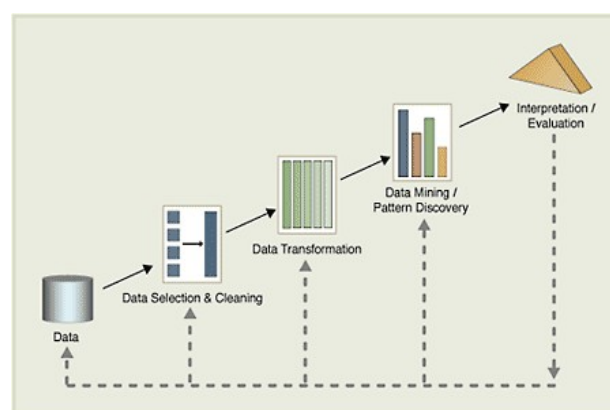 Data
Data Selection & Cleaning
Data Transformation
Data Mining /
Pattern Discovery
Interpretation /
Evaluation